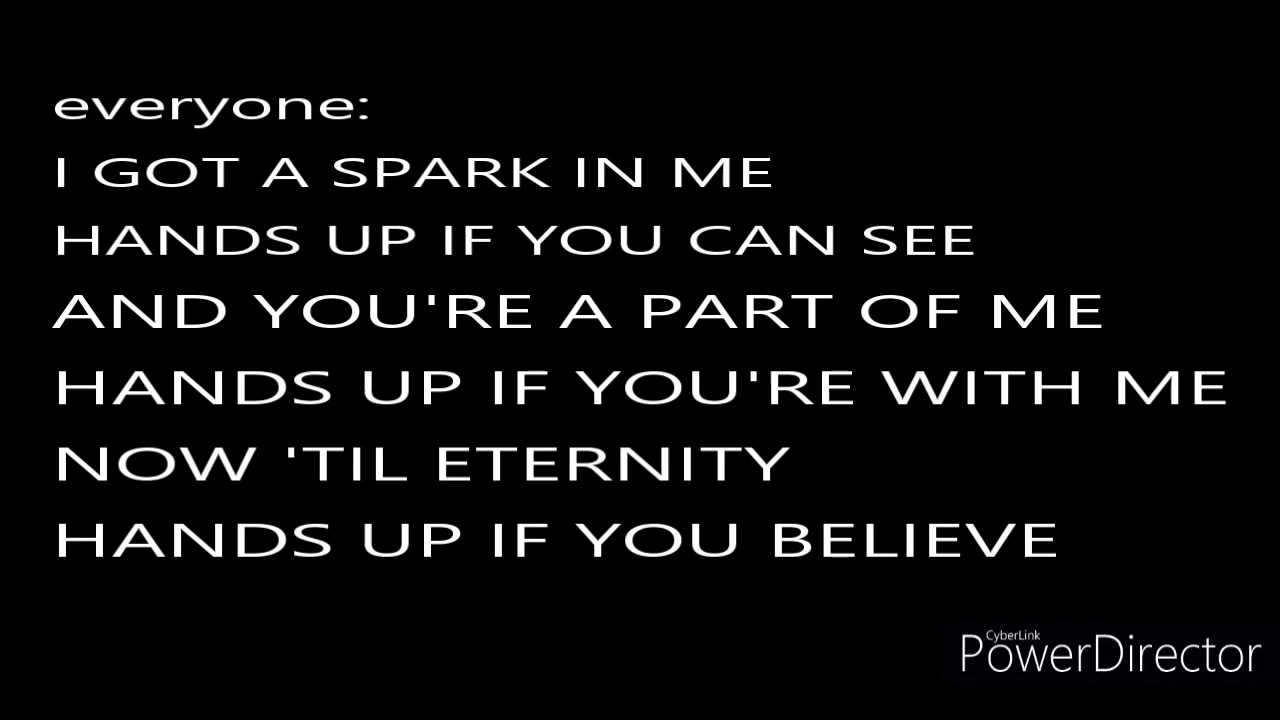 everyone:
I GOT A SPARK IN ME
HANDS UP IF YOU CAN SEE
AND YOU'RE A PART OF ME
HANDS UP IF YOU'RE WITH ME
NOW 'TIL ETERNITY
HANDS UP IF YOU BELIEVE
CyberLink
PowerDirector